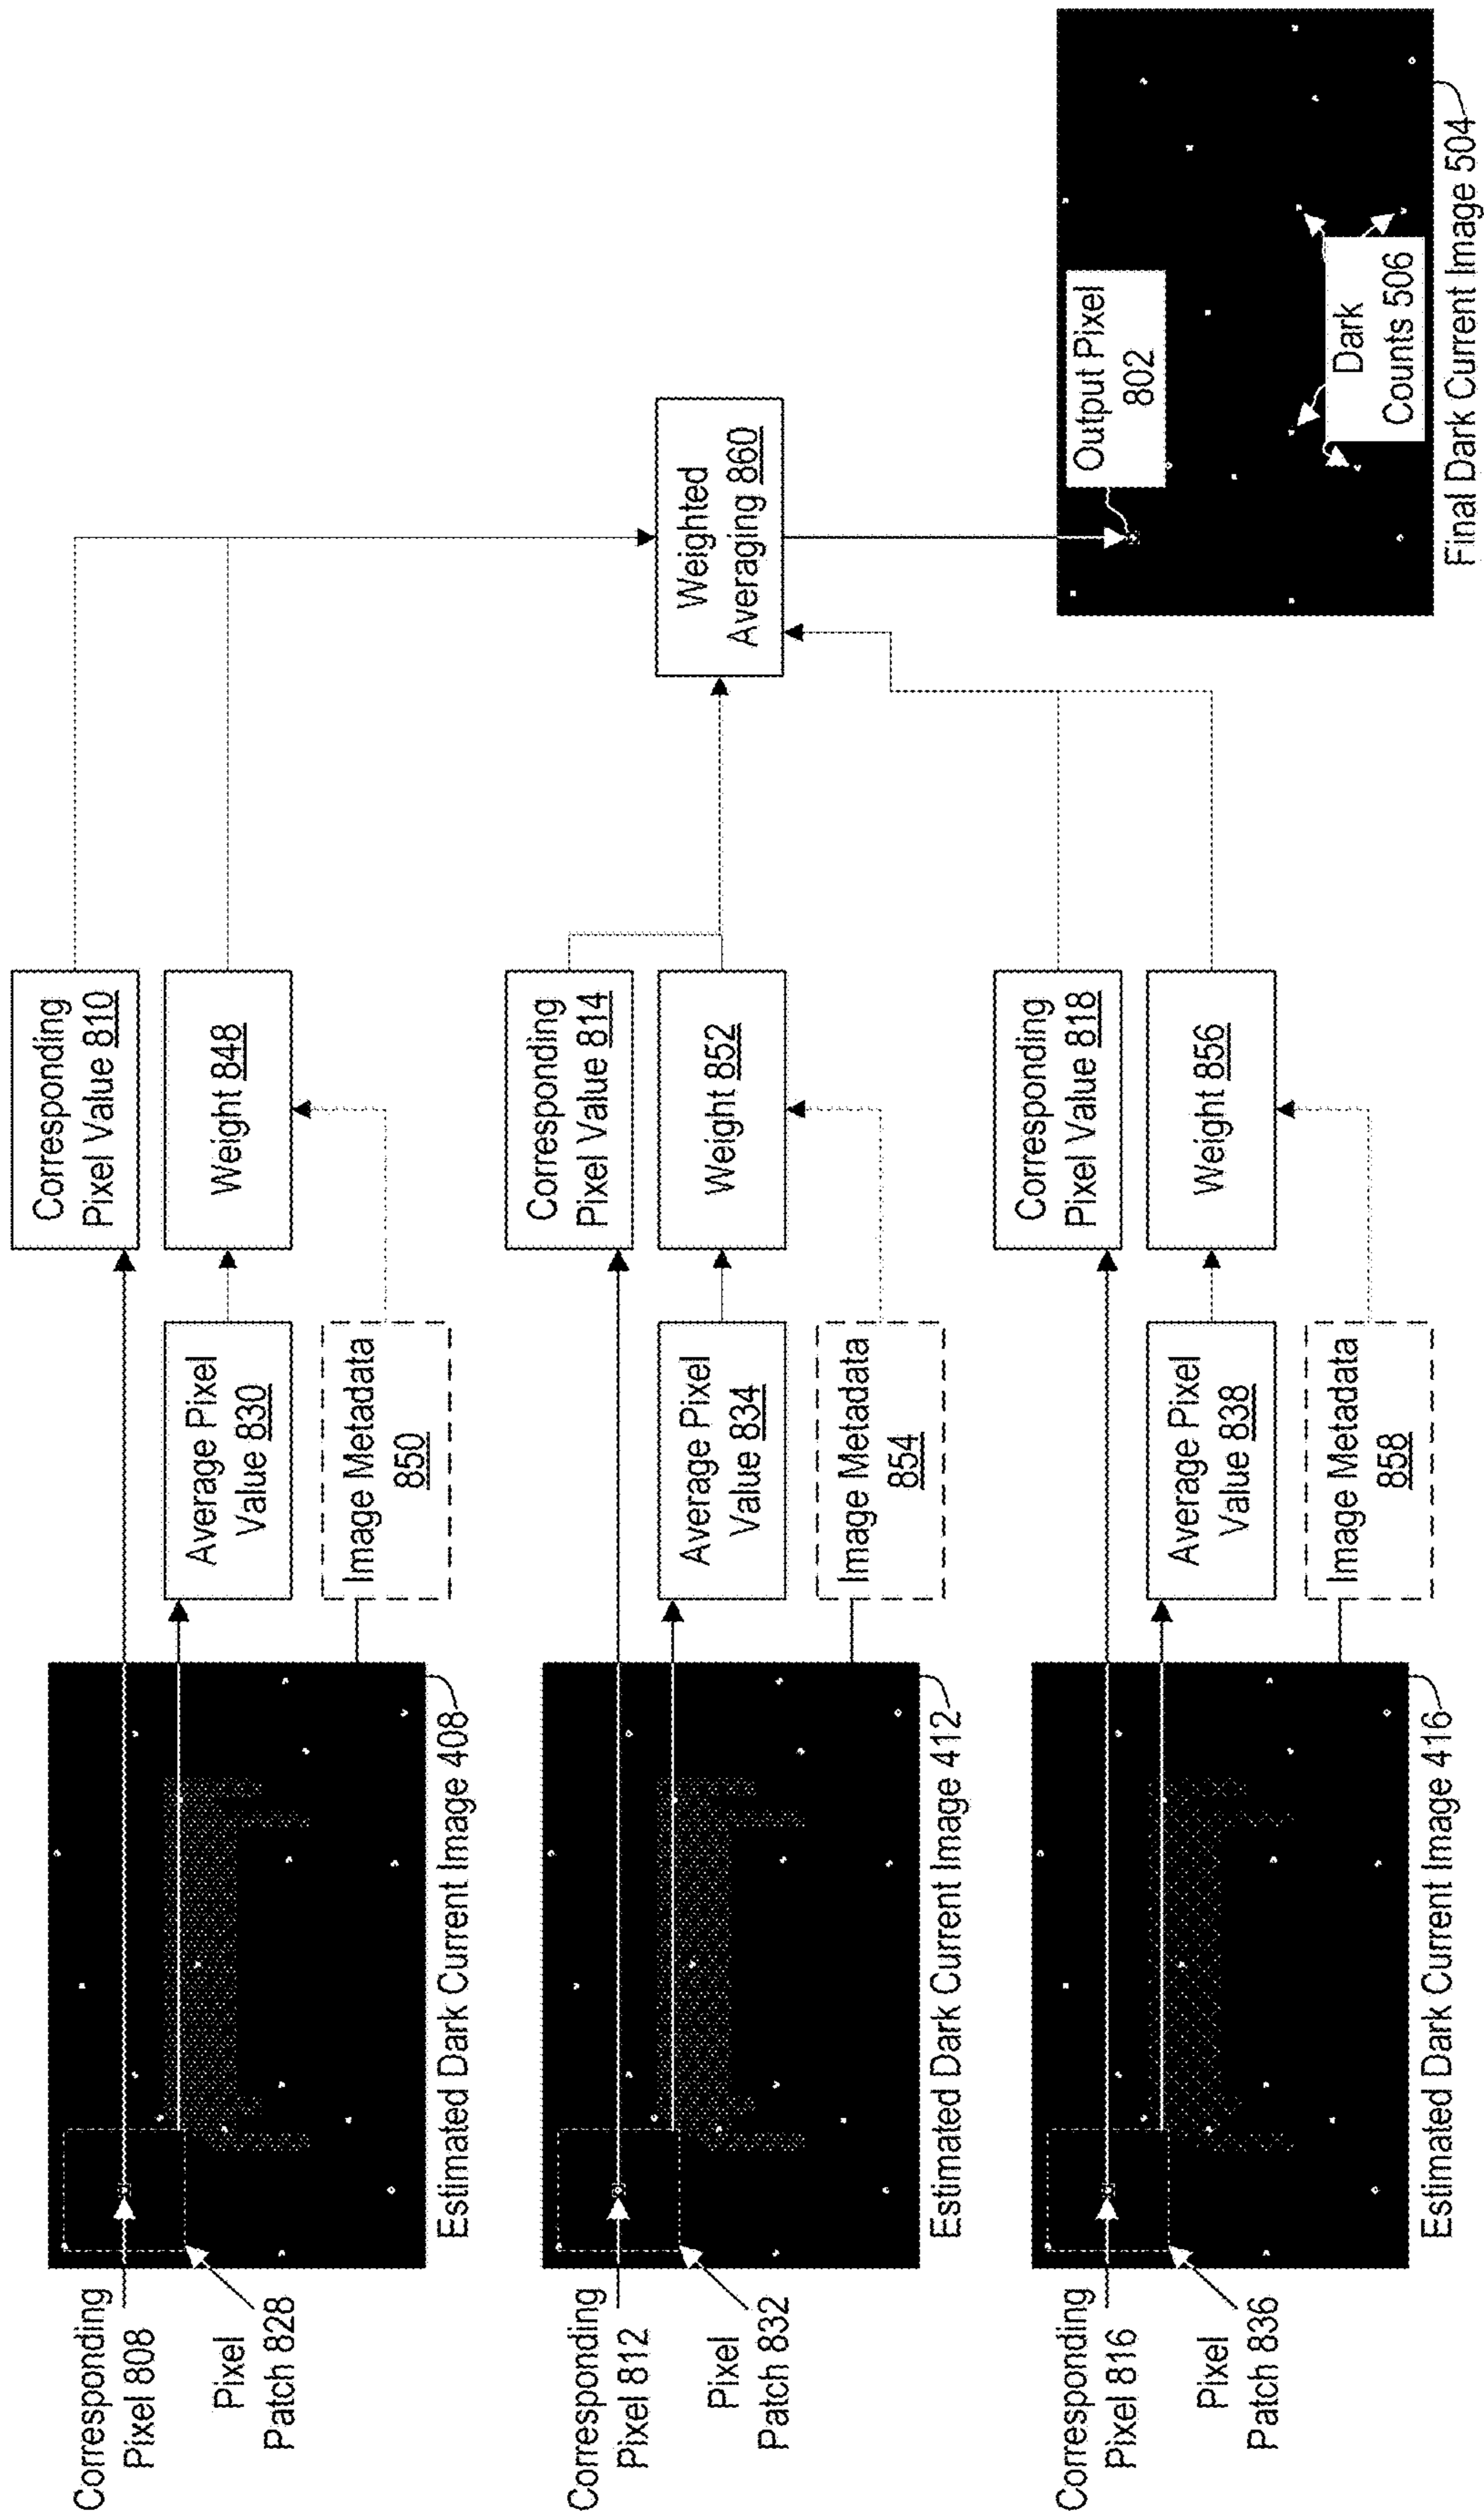 Corresponding
Pixel 808
Pixel
Patch 828
Estimated Dark Current Image 408
Average Pixel
Value 830
Image Metadata
850
Corresponding
Pixel Value 810
Weight 848
Corresponding
Pixel 812
Pixel
Patch 832
Estimated Dark Current Image 412
Average Pixel
Value 834
Image Metadata
854
Corresponding
Pixel Value 814
Weight 852
Corresponding
Pixel 816
Pixel
Patch 836
Estimated Dark Current Image 416
Average Pixel
Value 838
Image Metadata
858
Corresponding
Pixel Value 818
Weight 856
Weighted
Averaging 860
Output Pixel
802
Dark
Counts 506
Final Dark Current Image 504